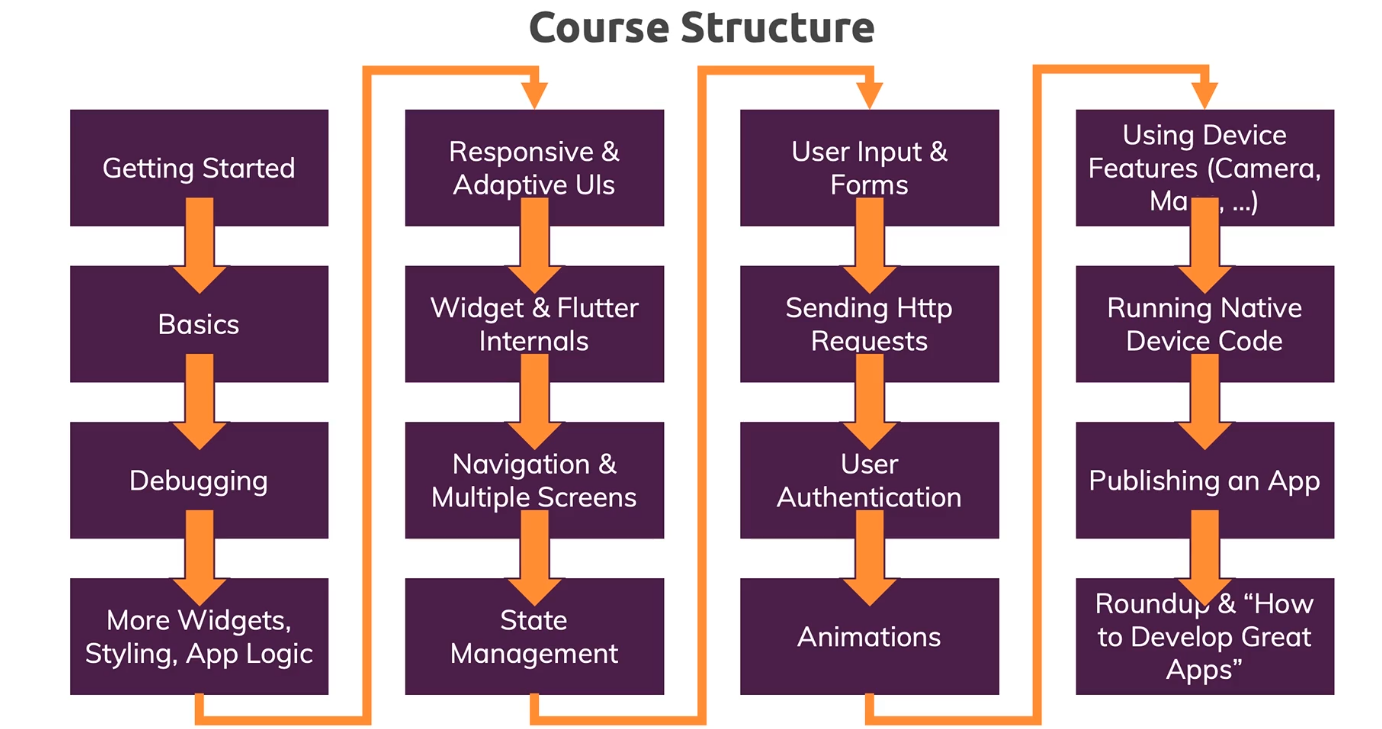 Course Structure
Getting Started
Basics
Debugging
More Widgets,
Styling, App Logic
Responsive &
Adaptive UIs
Widget & Flutter
Internals
Navigation &
Multiple Screens
State
Management
User Input &
Forms
Sending Http
Requests
User
Authentication
Animations
Using Device
Features (Camera,
, ...)
Running Native
Device Code
Publishing an App
Roundup & “How
to Develop Great
Apps”